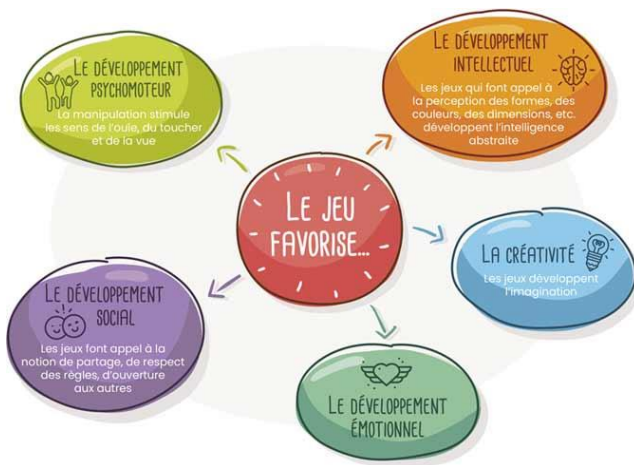 LE DÉVELOPPEMENT
PSYCHOMOTEUR
La manipulation stimule
les sens de l'ouïe, du toucher
et de la vue
LE DÉVELOPPEMENT
INTELLECTUEL
Les jeux qui font appel à
la perception des formes, des
couleurs, des dimensions, etc.
développent l'intelligence
abstraite
LE JEU
FAVORISE...
LA CRÉATIVITÉ
Les jeux développent
l'imagination
LE DÉVELOPPEMENT
SOCIAL
Les jeux font appel à la
notion de partage, de respect
des règles, d'ouverture
aux autres
LE DÉVELOPPEMENT
ÉMOTIONNEL